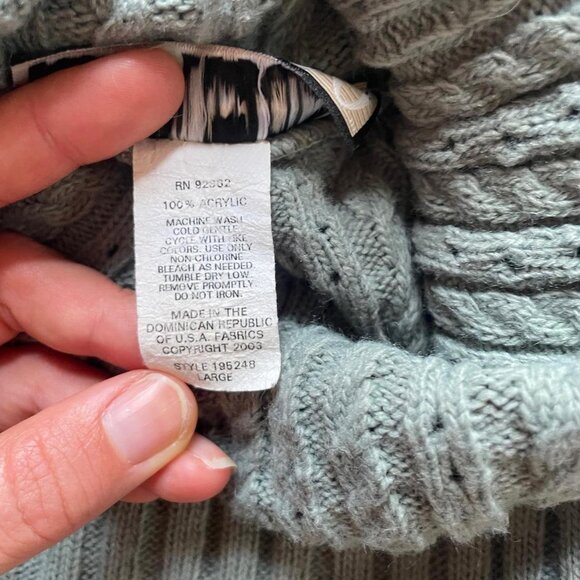 RN 92982
100% ACRYLIC
MACHINE WASH
COLD GENTLE
CYCLE WITH LIKE
COLORS. USE ONLY
NON-CHLORINE
BLEACH AS NEEDED.
TUMBLE DRY LOW.
REMOVE PROMPTLY.
DO NOT IRON.
MADE IN THE
DOMINICAN REPUBLIC
OF U.S.A. FABRICS
COPYRIGHT 2003
STYLE 195248
LARGE